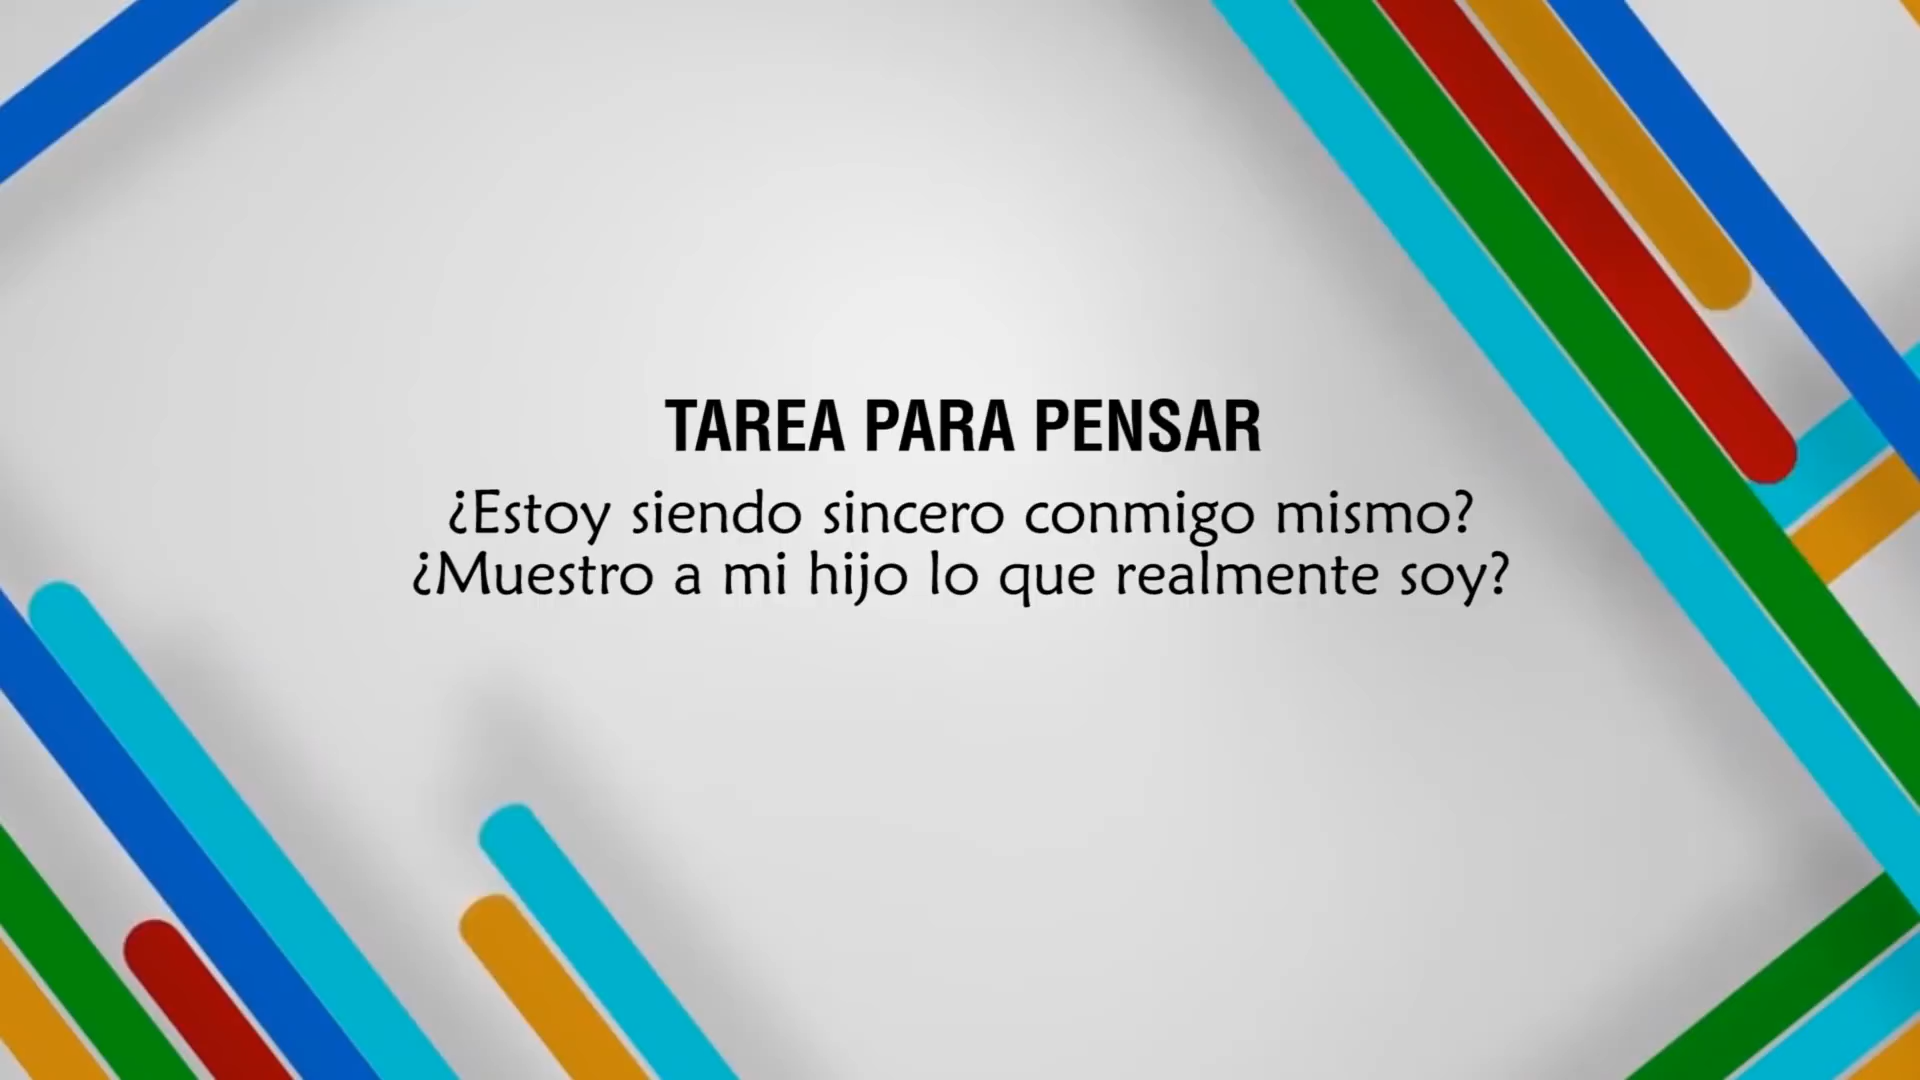 TAREA PARA PENSAR
¿Estoy siendo sincero conmigo mismo?
¿Muestro a mi hijo lo que realmente soy?